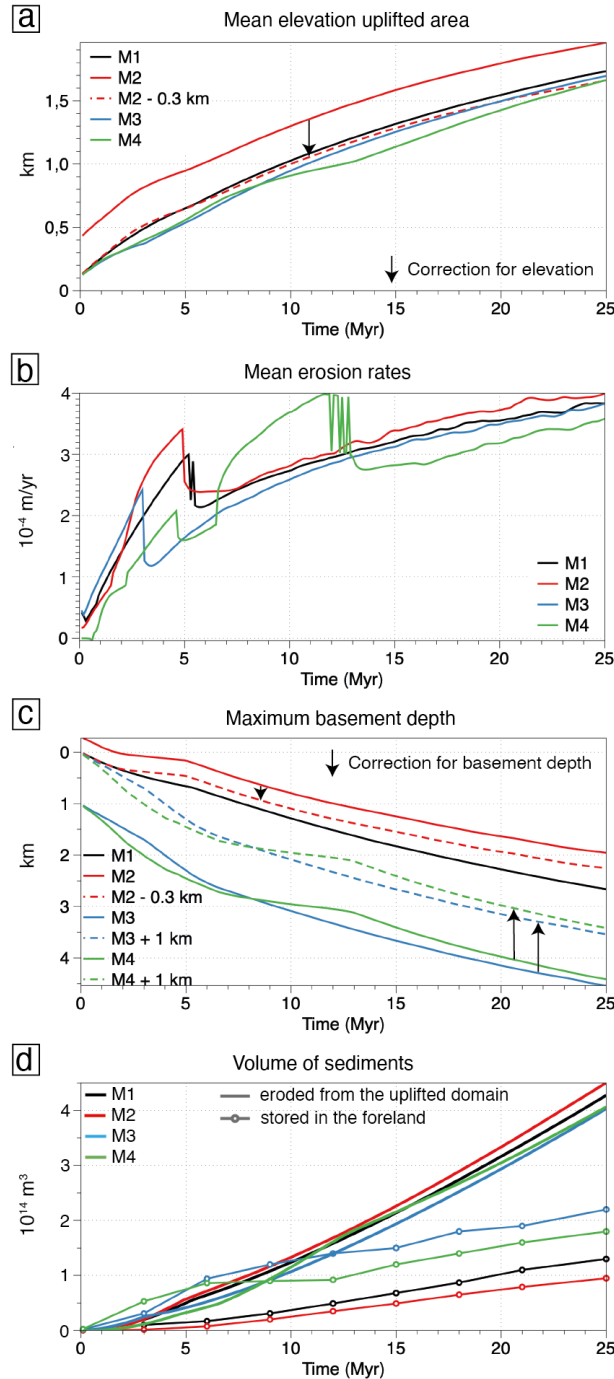 a
Mean elevation uplifted area
M1
M2
M2 - 0.3 km
M3
M4
1,5
1,0
0,5
0
km
Correction for elevation
0 5 10 15 20 25
Time (Myr)
b
Mean erosion rates
4
3
2
1
0
10⁻⁴ m/yr
M1
M2
M3
M4
0 5 10 15 20 25
Time (Myr)
c
Maximum basement depth
Correction for basement depth
0
1
2
3
4
km
M1
M2
M2 - 0.3 km
M3
M3 + 1 km
M4
M4 + 1 km
0 5 10 15 20 25
Time (Myr)
d
Volume of sediments
M1
M2
M3
M4
eroded from the uplifted domain
stored in the foreland
4
3
2
1
0
10¹⁴ m³
0 5 10 15 20 25
Time (Myr)